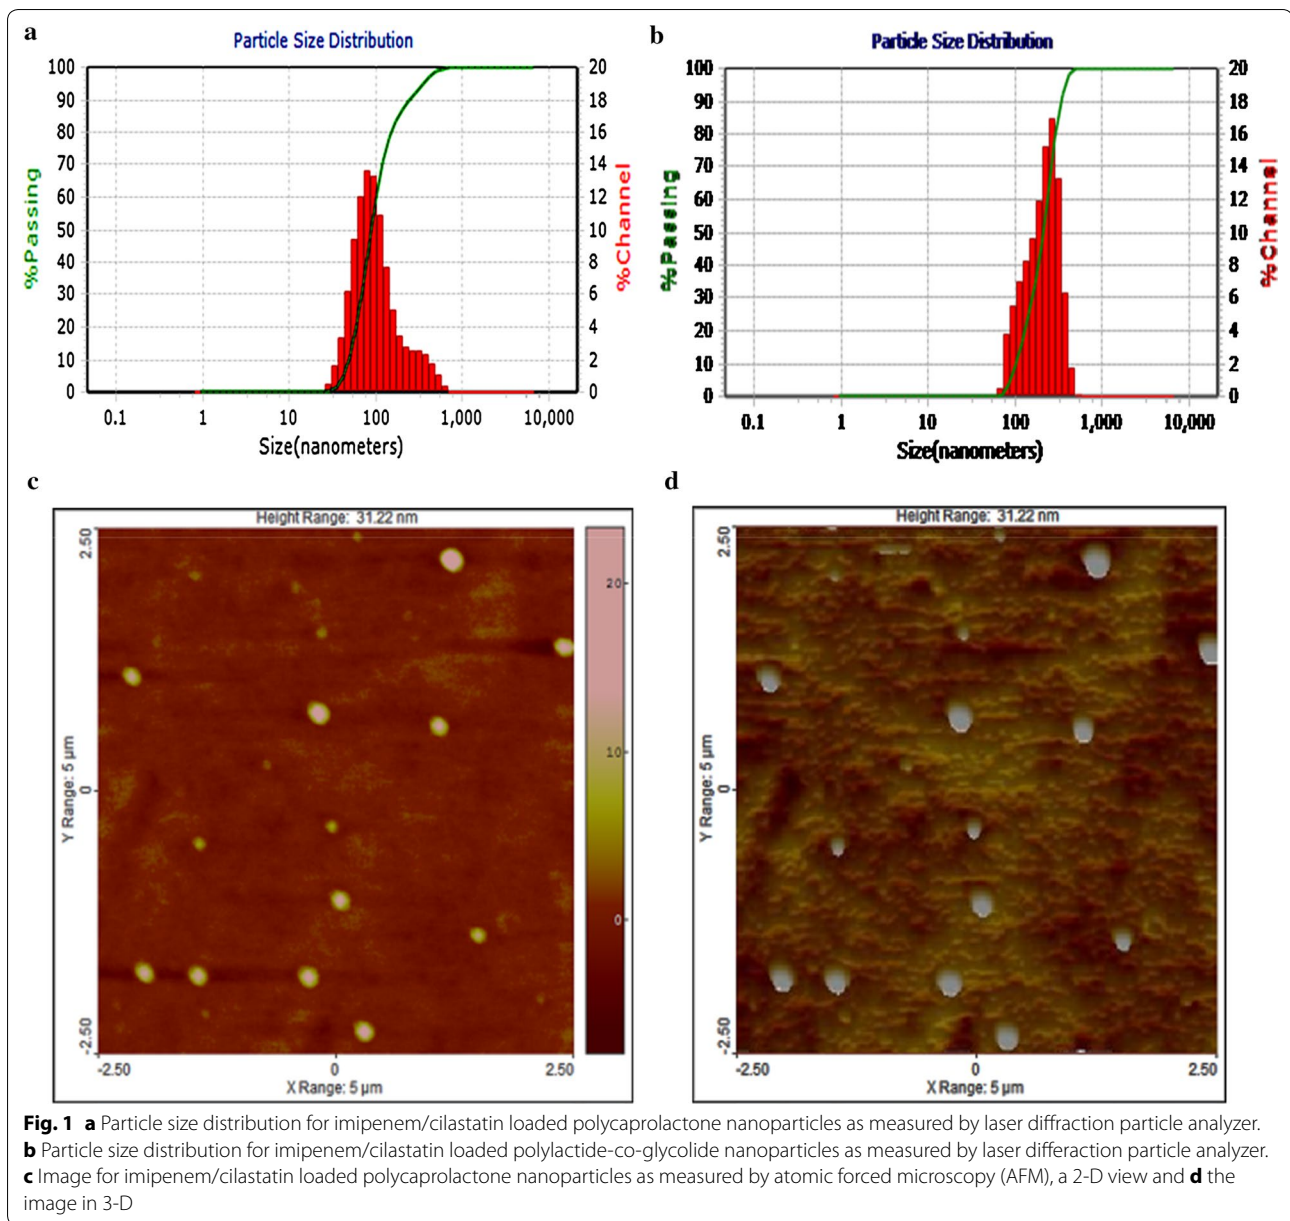 a
Particle Size Distribution
100
90
80
70
60
50
40
30
20
10
0
%Passing
20
18
16
14
12
10
8
6
4
2
0
%Channel
0.1 1 10 100 1,000 10,000
Size(nanometers)
b
Particle Size Distribution
100
90
80
70
60
50
40
30
20
10
0
%Passing
20
18
16
14
12
10
8
6
4
2
0
%Channel
0.1 1 10 100 1,000 10,000
Size(nanometers)
c
Height Range: 31.22 nm
2.50
0
-2.50
Y Range: 5 µm
20
10
0
-2.50 0 2.50
X Range: 5 µm
d
Height Range: 31.22 nm
2.50
0
-2.50
Y Range: 5 µm
-2.50 0 2.50
X Range: 5 µm
Fig. 1 a Particle size distribution for imipenem/cilastatin loaded polycaprolactone nanoparticles as measured by laser diffraction particle analyzer.
b Particle size distribution for imipenem/cilastatin loaded polylactide-co-glycolide nanoparticles as measured by laser differaction particle analyzer.
c Image for imipenem/cilastatin loaded polycaprolactone nanoparticles as measured by atomic forced microscopy (AFM), a 2-D view and d the
image in 3-D